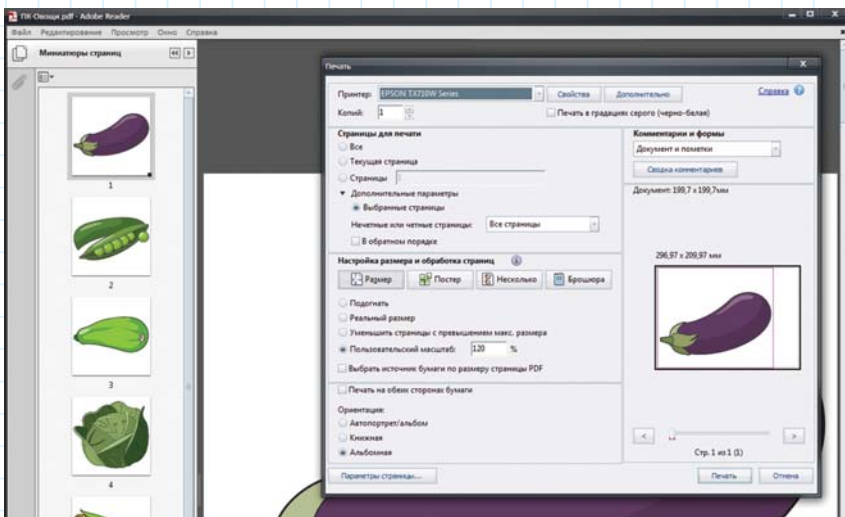 ПК-Овощи.pdf - Adobe Reader
Файл Редактирование Просмотр Окно Справка
Миниатюры страниц
1
2
3
4
Печать
Принтер: EPSON TX710W Series Свойства Дополнительно Справка
Копий: 1 Печать в градациях серого (черно-белая)
Страницы для печати
Все
Текущая страница
Страницы
Дополнительные параметры
Выбранные страницы
Нечетные или четные страницы: Все страницы
В обратном порядке
Настройка размера и обработка страниц
Размер Постер Несколько Брошюра
Подогнать
Реальный размер
Уменьшить страницы с превышением макс. размера
Пользовательский масштаб: 120 %
Выбрать источник бумаги по размеру страницы PDF
Печать на обеих сторонах бумаги
Ориентация:
Автопортрет/альбом
Книжная
Альбомная
Комментарии и формы
Документ и пометки
Сводка комментариев
Документ: 199,7 x 199,7мм
296,97 x 209,97 мм
< >
Стр. 1 из 1 (1)
Параметры страницы... Печать Отмена